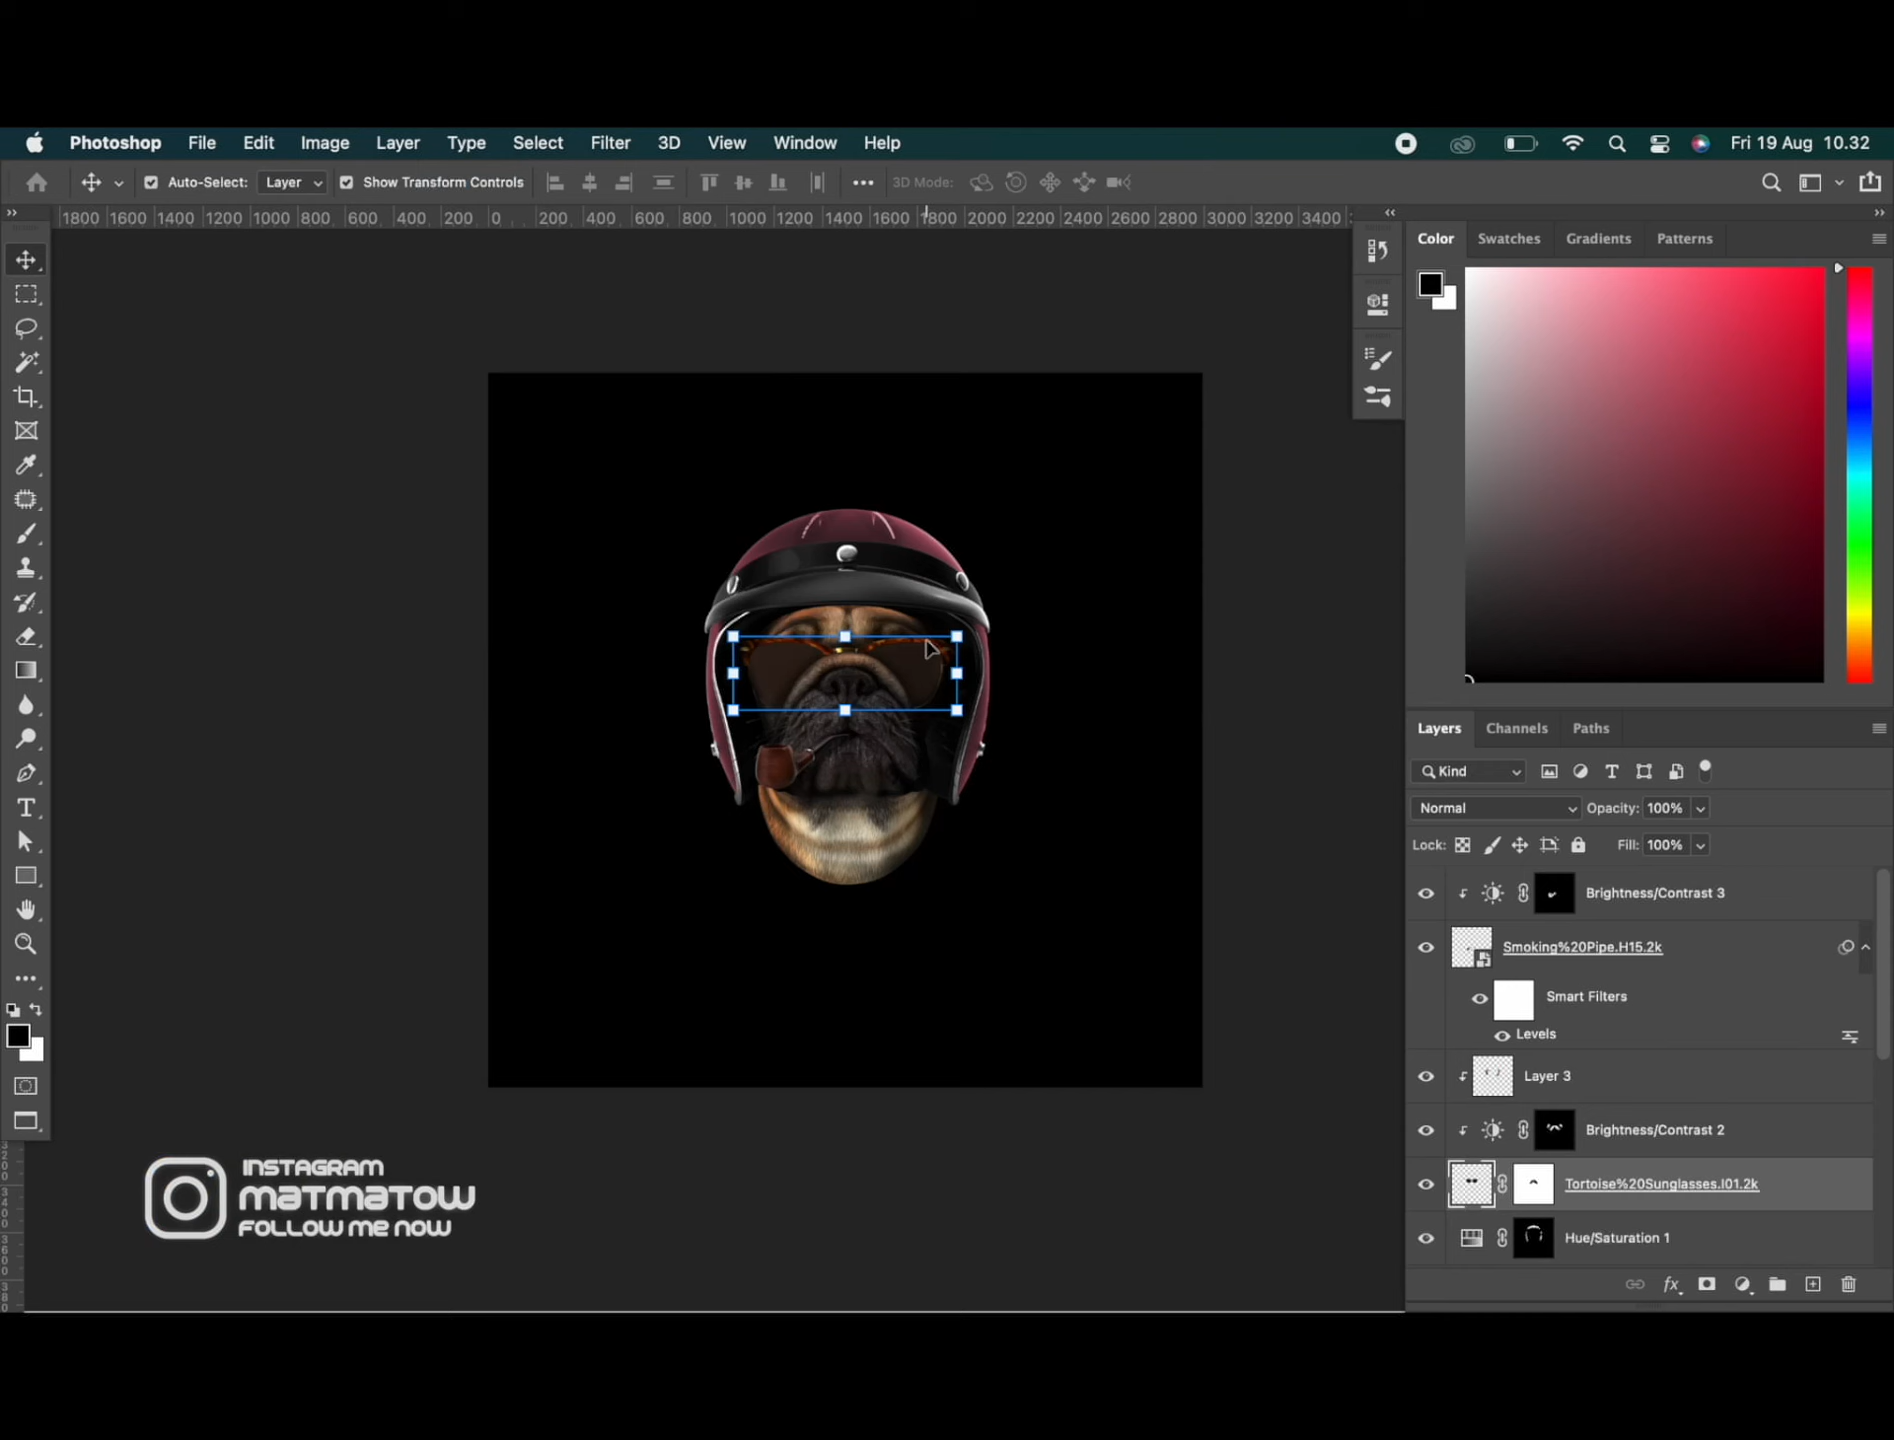 Photoshop File Edit Image Layer Type Select Filter 3D View Window Help Fri 19 Aug 10.32
Auto-Select: Layer Show Transform Controls 3D Mode:
1800 1600 1400 1200 1000 800 600 400 200 0 200 400 600 800 1000 1200 1400 1600 1800 2000 2200 2400 2600 2800 3000 3200 3400
Color Swatches Gradients Patterns
Layers Channels Paths
Kind
Normal Opacity: 100%
Lock: Fill: 100%
Brightness/Contrast 3
Smoking%20Pipe.H15.2k
Smart Filters
Levels
Layer 3
Brightness/Contrast 2
Tortoise%20Sunglasses.I01.2k
Hue/Saturation 1
fx
INSTAGRAM
MATMATOW
FOLLOW ME NOW